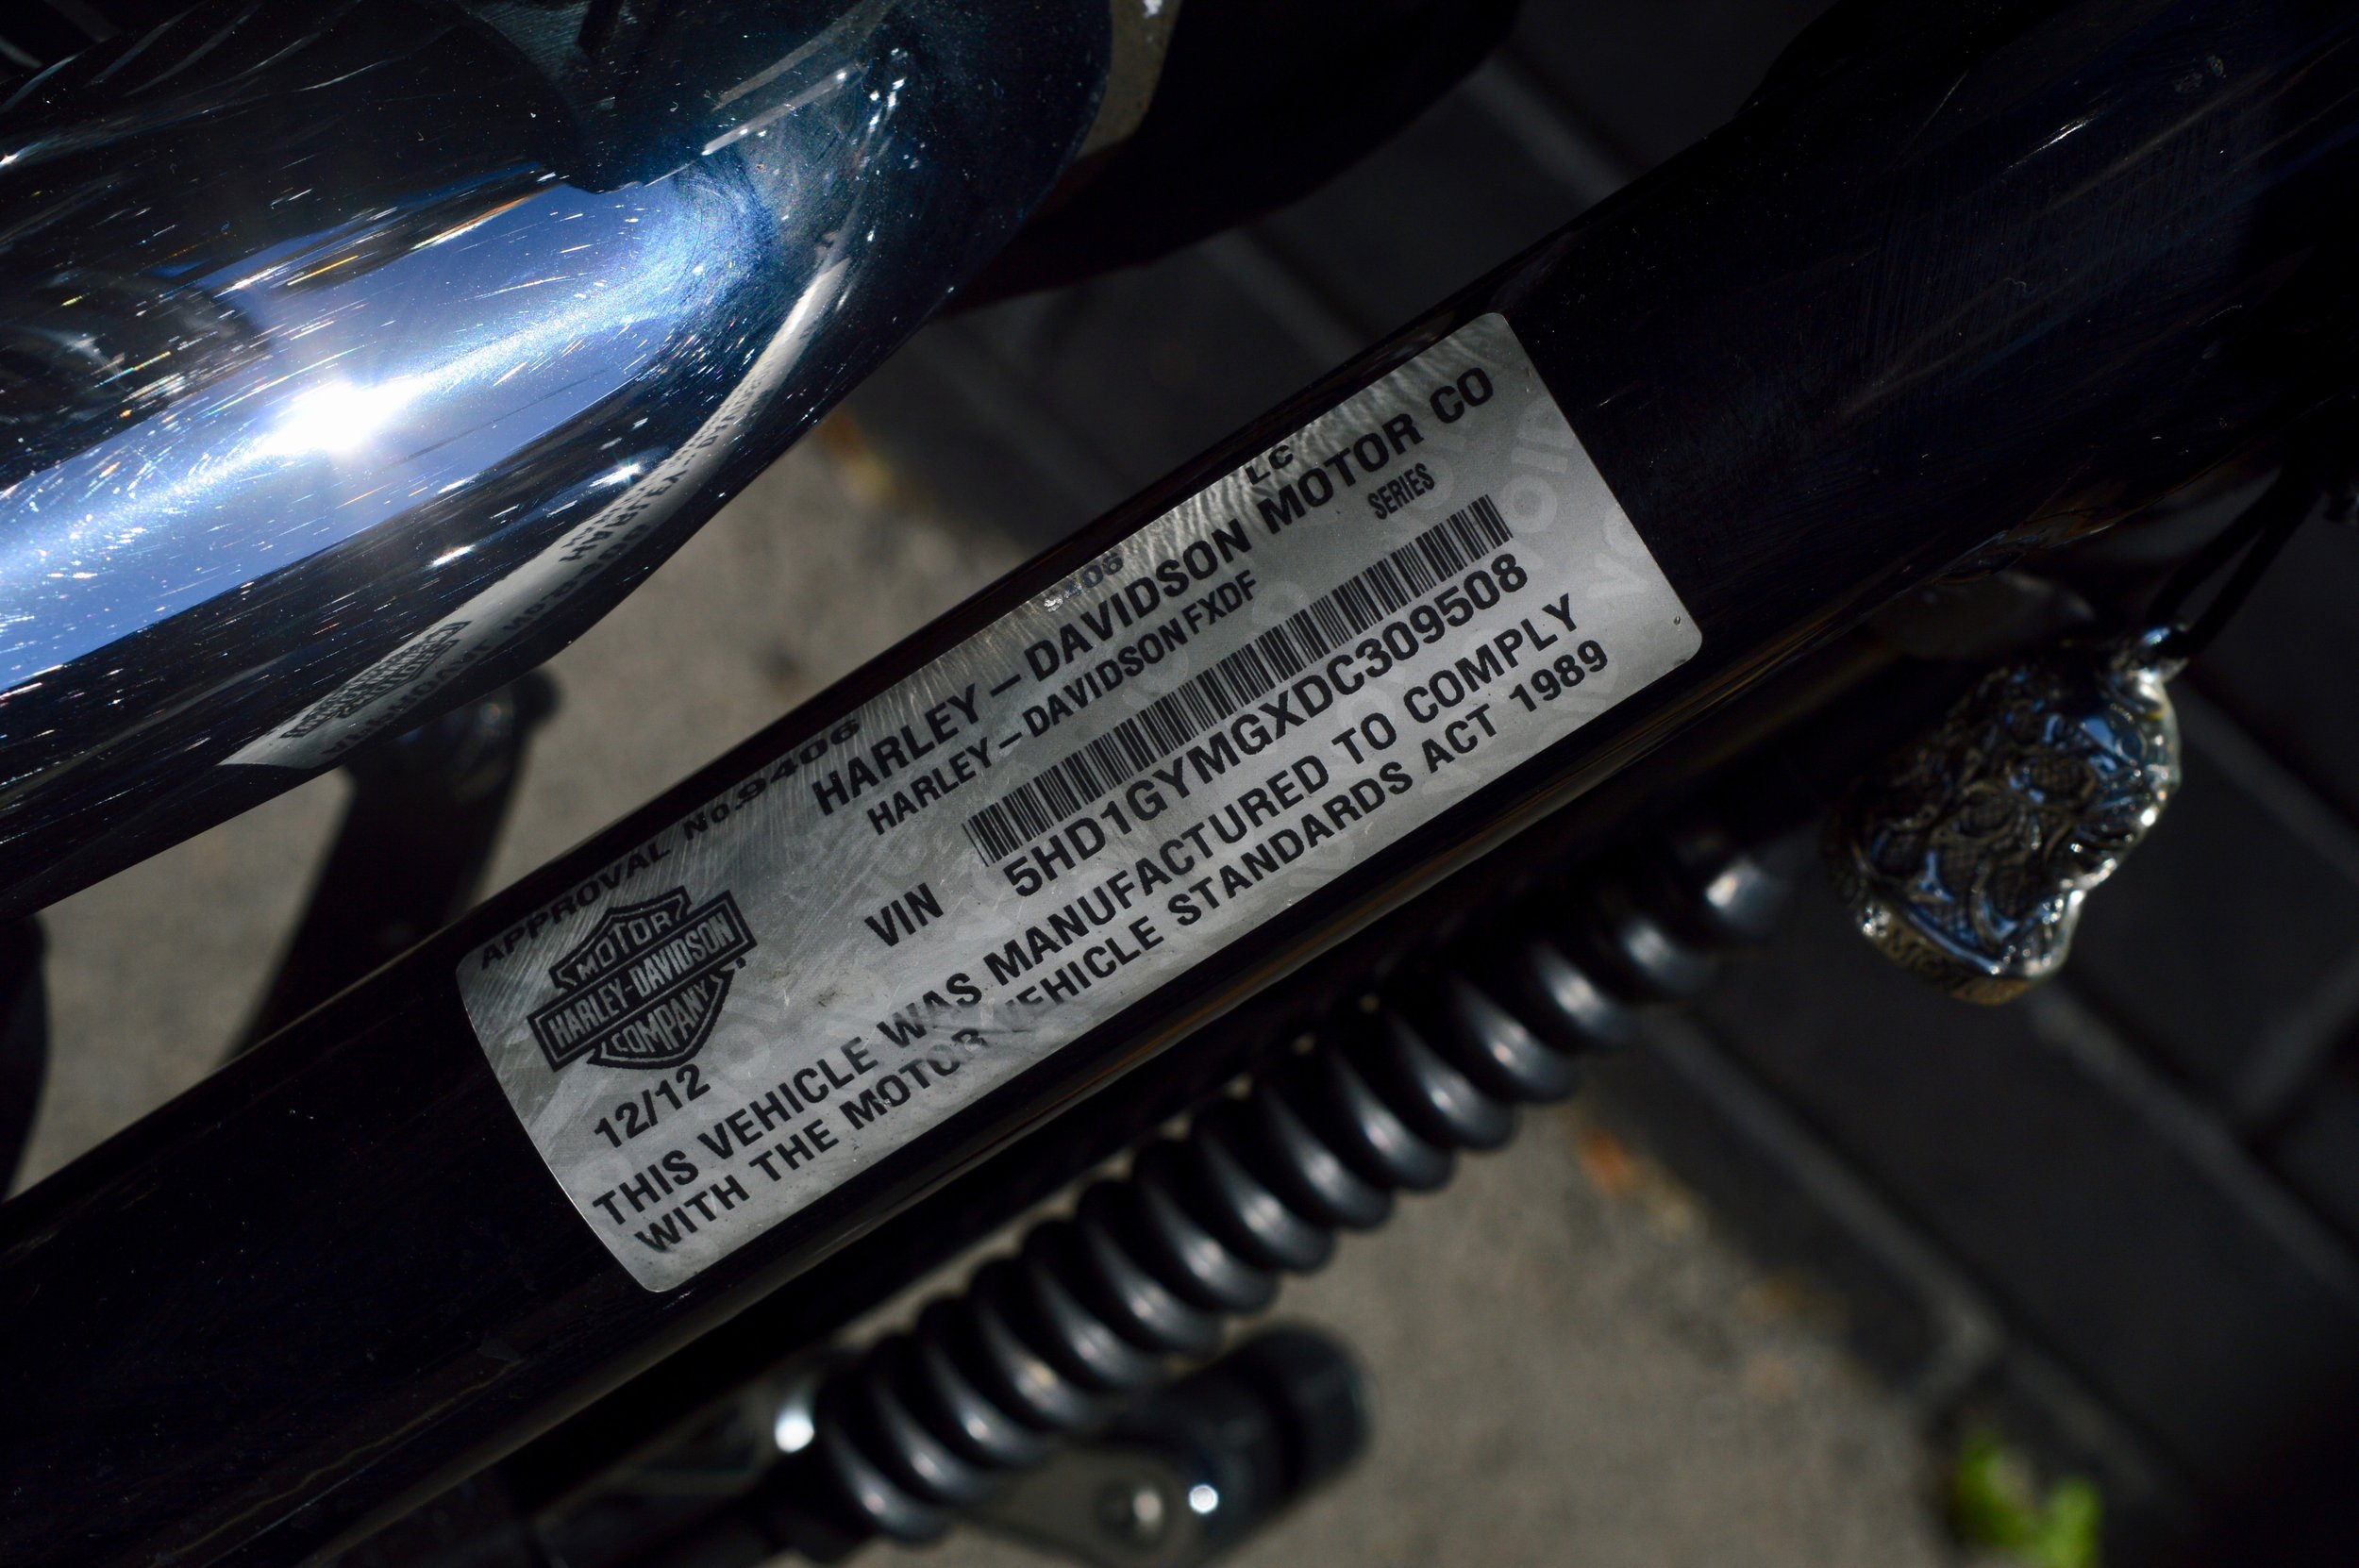 APPROVAL No.9406
LC
HARLEY–DAVIDSON MOTOR CO
HARLEY–DAVIDSON FXDF
SERIES
MOTOR
HARLEY-DAVIDSON
COMPANY
VIN
5HD1GYMGXDC309508
12/12
THIS VEHICLE WAS MANUFACTURED TO COMPLY
WITH THE MOTOR VEHICLE STANDARDS ACT 1989